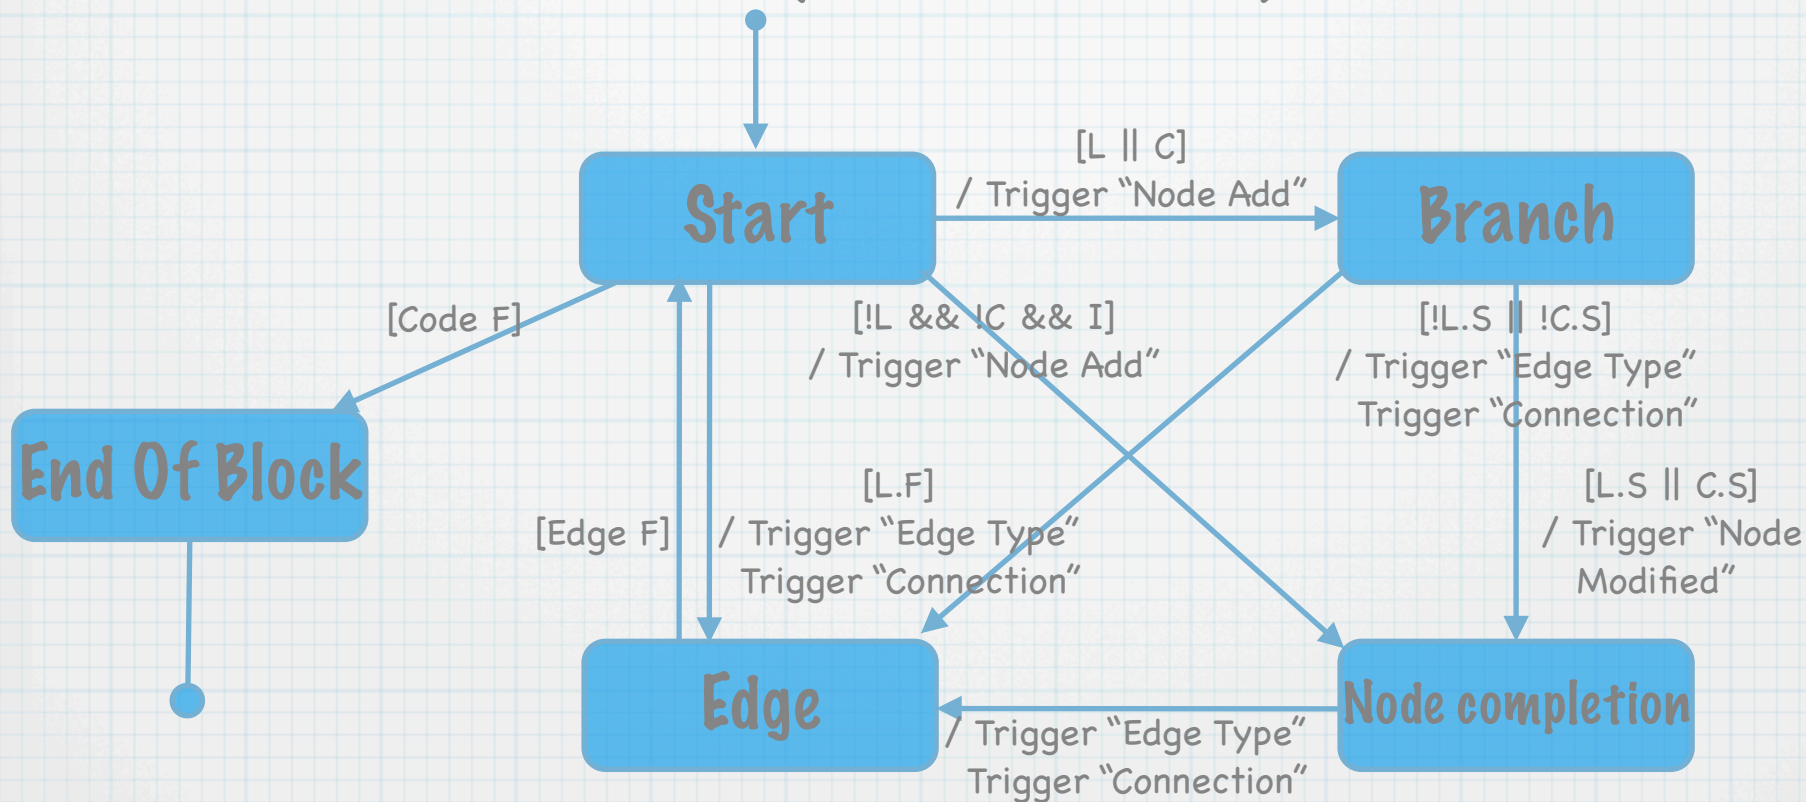 [L || C]
/ Trigger “Node Add”
Start
Branch
[Code F]
[!L && !C && I]
/ Trigger “Node Add”
[!L.S || !C.S]
/ Trigger “Edge Type”
Trigger “Connection”
End Of Block
[L.F]
/ Trigger “Edge Type”
Trigger “Connection”
[Edge F]
[L.S || C.S]
/ Trigger “Node
Modified”
Edge
Node completion
/ Trigger “Edge Type”
Trigger “Connection”